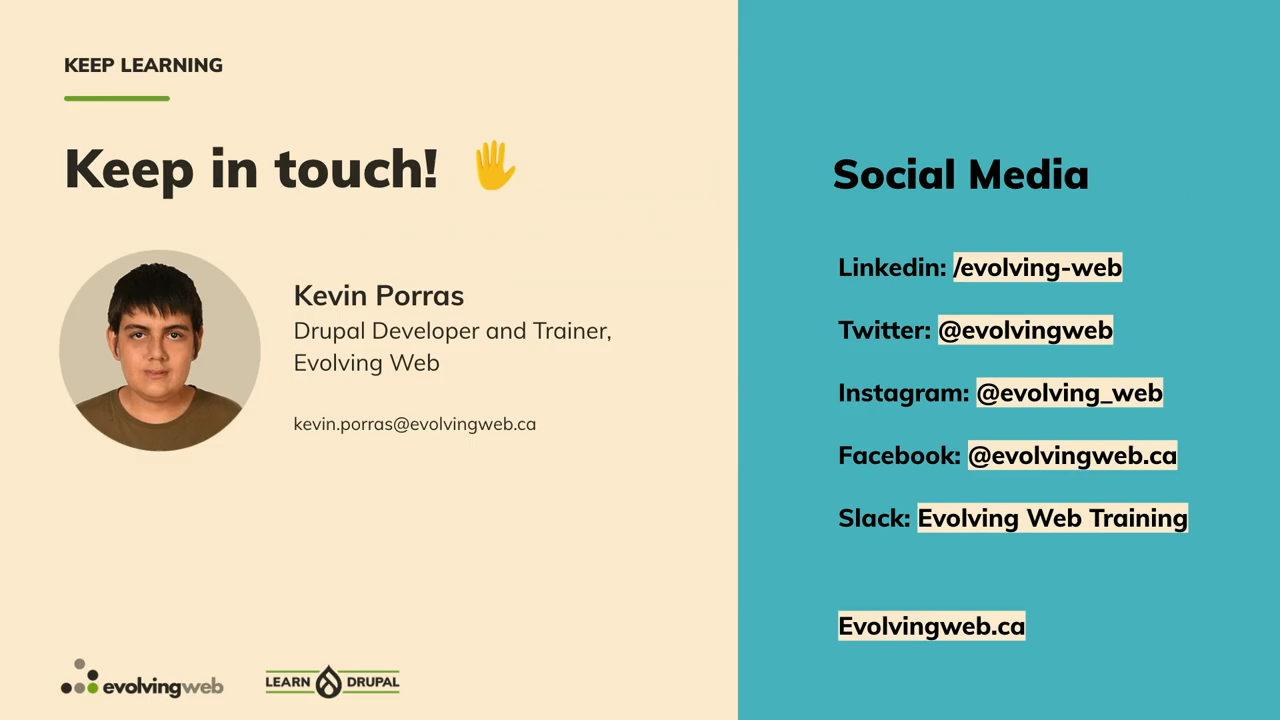 KEEP LEARNING
Keep in touch! 🖐
Kevin Porras
Drupal Developer and Trainer,
Evolving Web
kevin.porras@evolvingweb.ca
evolvingweb
LEARN DRUPAL
Social Media
Linkedin: /evolving-web
Twitter: @evolvingweb
Instagram: @evolving_web
Facebook: @evolvingweb.ca
Slack: Evolving Web Training
Evolvingweb.ca